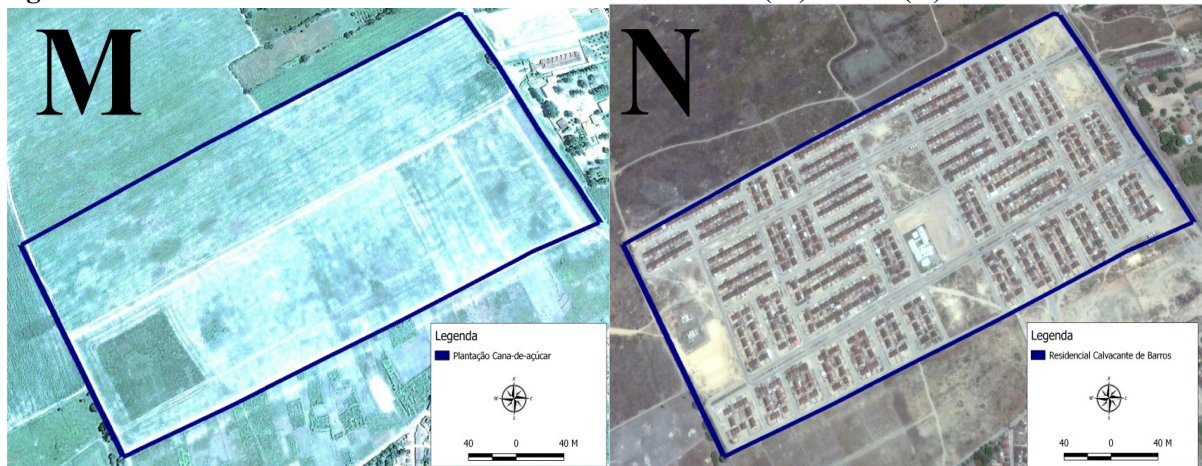 M
Legenda
Plantação Cana-de-açúcar
40 0 40 M
N
Legenda
Residencial Calvacante de Barros
40 0 40 M